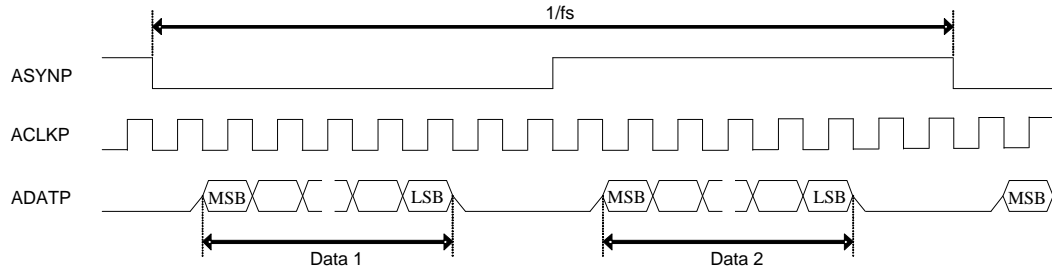 1/fs
ASYNP
ACLKP
ADATP
MSB LSB MSB LSB MSB
Data 1 Data 2